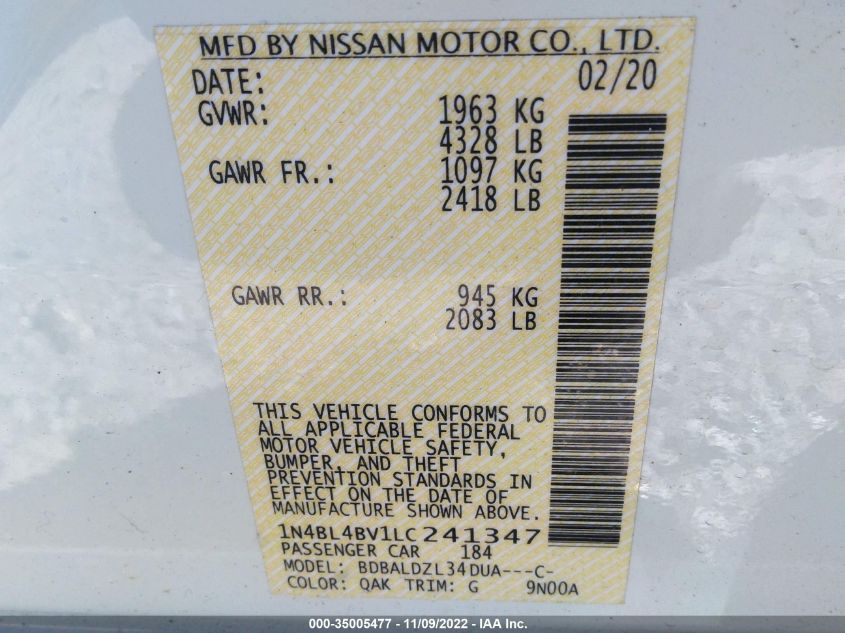 MFD BY NISSAN MOTOR CO., LTD.
DATE: 02/20
GVWR: 1963 KG
4328 LB
GAWR FR.: 1097 KG
2418 LB
GAWR RR.: 945 KG
2083 LB
THIS VEHICLE CONFORMS TO
ALL APPLICABLE FEDERAL
MOTOR VEHICLE SAFETY,
BUMPER, AND THEFT
PREVENTION STANDARDS IN
EFFECT ON THE DATE OF
MANUFACTURE SHOWN ABOVE.
1N4BL4BV1LC241347
PASSENGER CAR 184
MODEL: BDBALDZL34DUA---C-
COLOR: QAK TRIM: G 9N00A
000-35005477 - 11/09/2022 - IAA Inc.